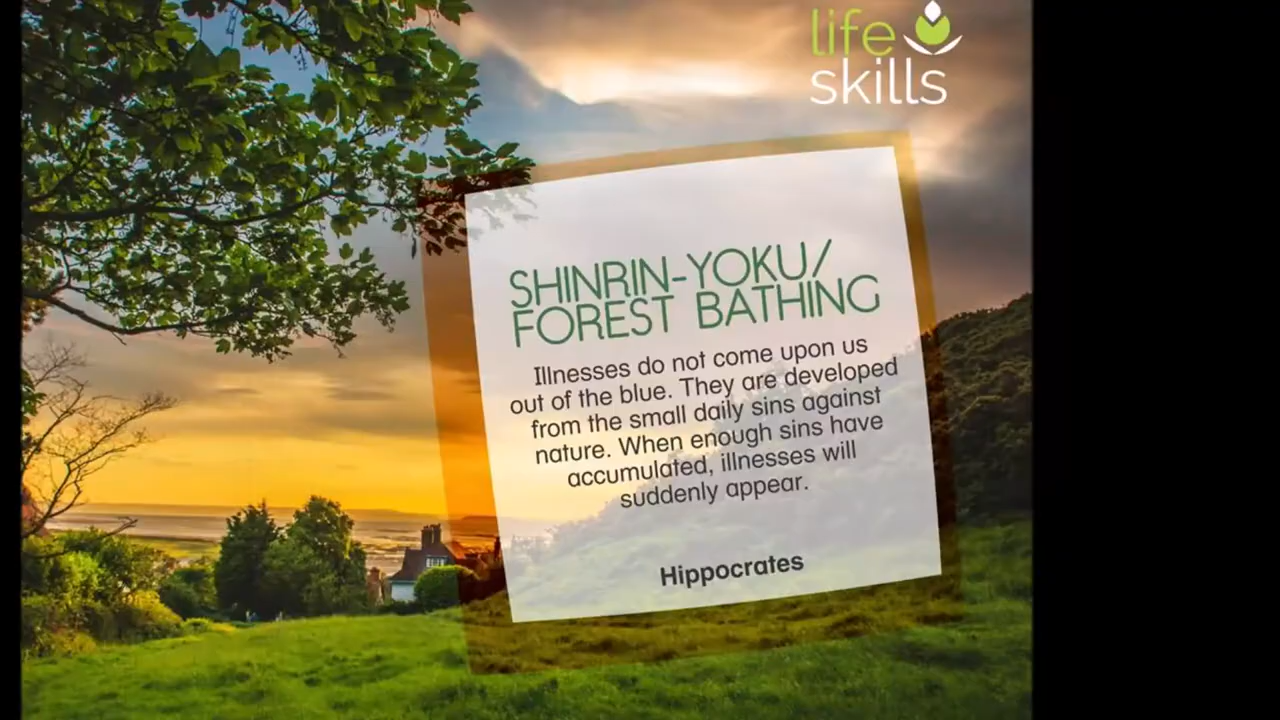 life
skills
SHINRIN-YOKU/
FOREST BATHING
Illnesses do not come upon us
out of the blue. They are developed
from the small daily sins against
nature. When enough sins have
accumulated, illnesses will
suddenly appear.
Hippocrates